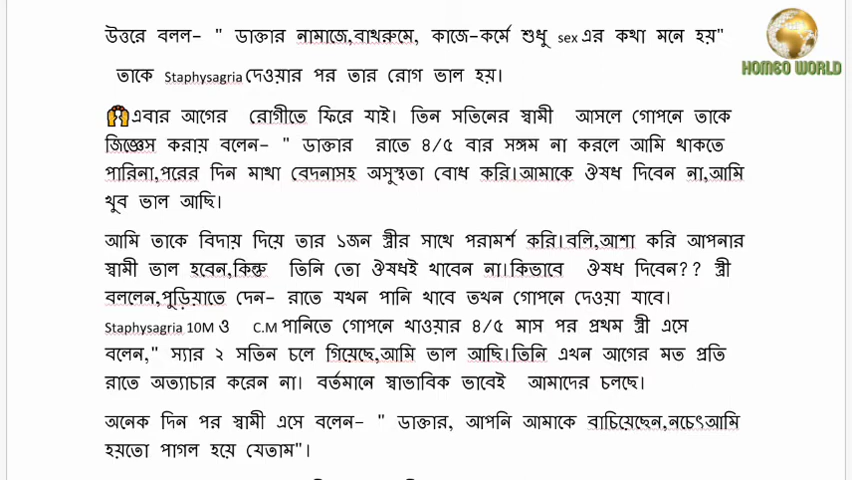 উত্তরে বলল- " ডাক্তার নামাজে,বাথরুমে, কাজে-কর্মে শুধু sex এর কথা মনে হয়"
তাকে Staphysagria দেওয়ার পর তার রোগ ভাল হয়।
HOMEO WORLD
🙌এবার আগের রোগীতে ফিরে যাই। তিন সতিনের স্বামী আসলে গোপনে তাকে
জিজ্ঞেস করায় বলেন- " ডাক্তার রাতে ৪/৫ বার সঙ্গম না করলে আমি থাকতে
পারিনা,পরের দিন মাথা বেদনাসহ অসুস্থতা বোধ করি।আমাকে ঔষধ দিবেন না,আমি
খুব ভাল আছি।
আমি তাকে বিদায় দিয়ে তার ১জন স্ত্রীর সাথে পরামর্শ করি।বলি,আশা করি আপনার
স্বামী ভাল হবেন,কিন্তু তিনি তো ঔষধই খাবেন না।কিভাবে ঔষধ দিবেন?? স্ত্রী
বললেন,পুড়িয়াতে দেন- রাতে যখন পানি খাবে তখন গোপনে দেওয়া যাবে।
Staphysagria 10M ও C.M পানিতে গোপনে খাওয়ার ৪/৫ মাস পর প্রথম স্ত্রী এসে
বলেন," স্যার ২ সতিন চলে গিয়েছে,আমি ভাল আছি।তিনি এখন আগের মত প্রতি
রাতে অত্যাচার করেন না। বর্তমানে স্বাভাবিক ভাবেই আমাদের চলছে।
অনেক দিন পর স্বামী এসে বলেন- " ডাক্তার, আপনি আমাকে বাচিয়েছেন,নচেৎআমি
হয়তো পাগল হয়ে যেতাম"।